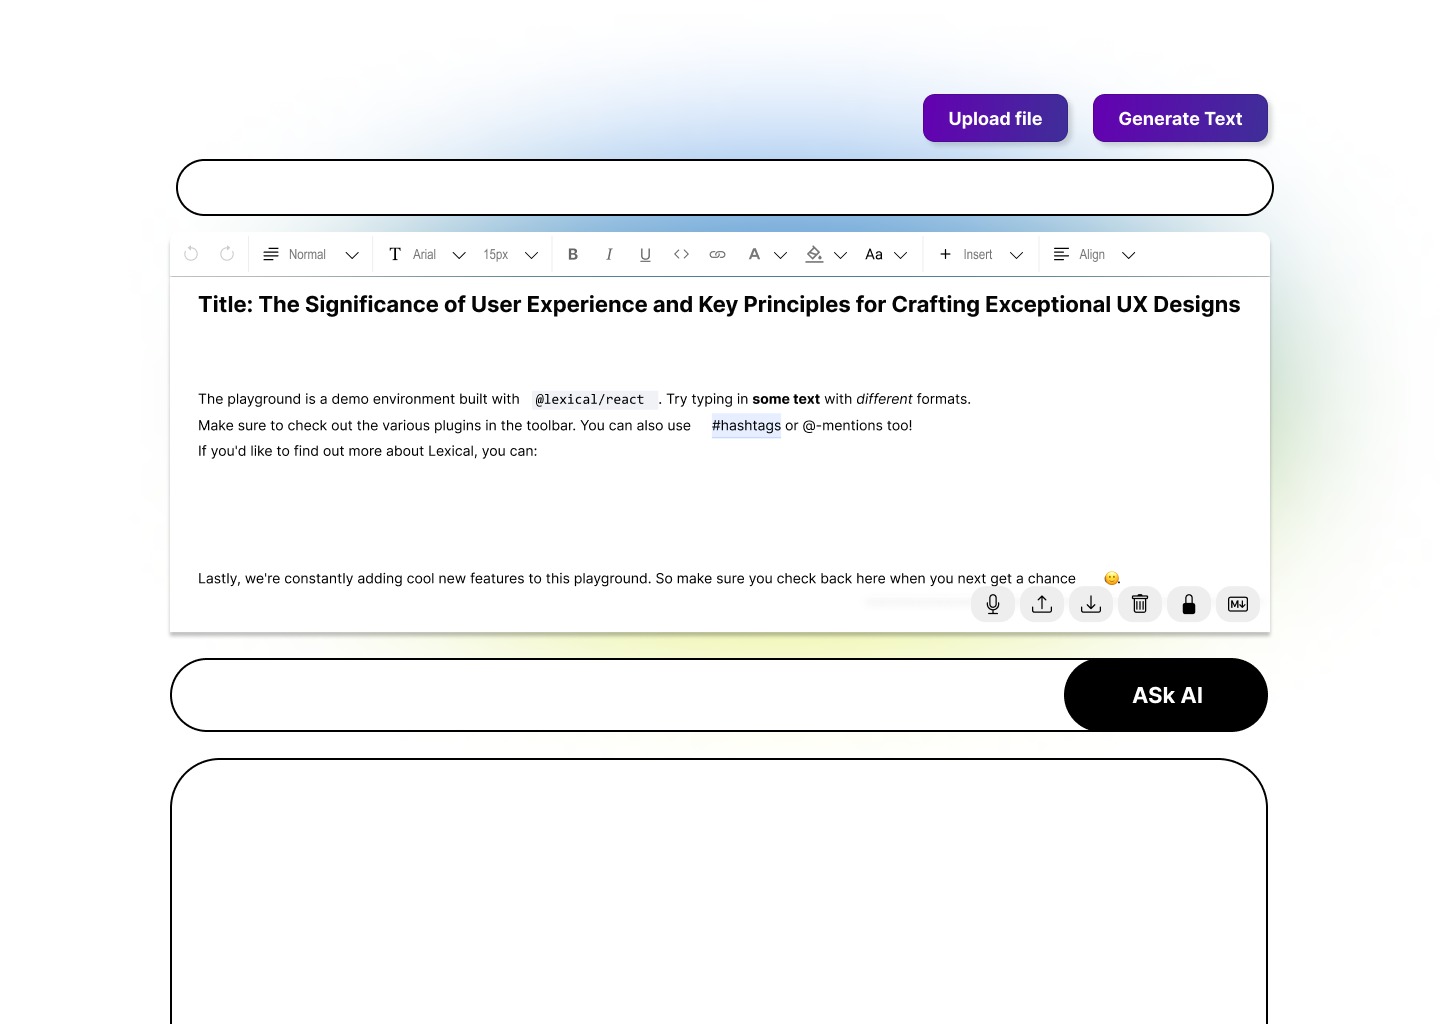 Upload file Generate Text
Normal Arial 15px B I U <> A Aa + Insert Align
Title: The Significance of User Experience and Key Principles for Crafting Exceptional UX Designs
The playground is a demo environment built with @lexical/react . Try typing in some text with different formats.
Make sure to check out the various plugins in the toolbar. You can also use #hashtags or @-mentions too!
If you'd like to find out more about Lexical, you can:
Lastly, we're constantly adding cool new features to this playground. So make sure you check back here when you next get a chance 🙂.
M↓
ASk AI